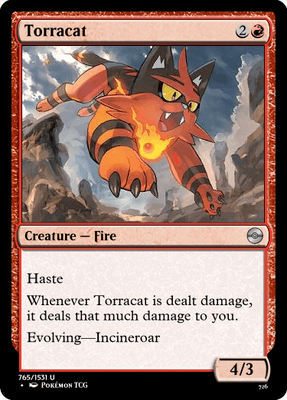 Torracat 2
Creature — Fire
Haste
Whenever Torracat is dealt damage,
it deals that much damage to you.
Evolving—Incineroar
4/3
765/1531 U
• Pokémon TCG
716